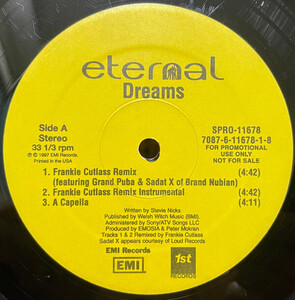 eternal
Dreams
Side A
Stereo
33 1/3 rpm
℗ © 1997 EMI Records.
Printed in the USA
SPRO-11678
7087-6-11678-1-8
FOR PROMOTIONAL
USE ONLY
NOT FOR SALE
1. Frankie Cutlass Remix (4:42)
(featuring Grand Puba & Sadat X of Brand Nubian)
2. Frankie Cutlass Remix Instrumental (4:42)
3. A Capella (4:11)
Written by Stevie Nicks
Published by Welsh Witch Music (BMI).
Administered by Sony/ATV Songs LLC
Produced by EMOSIA & Peter Mokran
Tracks 1 & 2 Remixed by Frankie Cutlass
Sadat X appears courtesy of Loud Records
EMI Records
EMI
1st
RECORDS